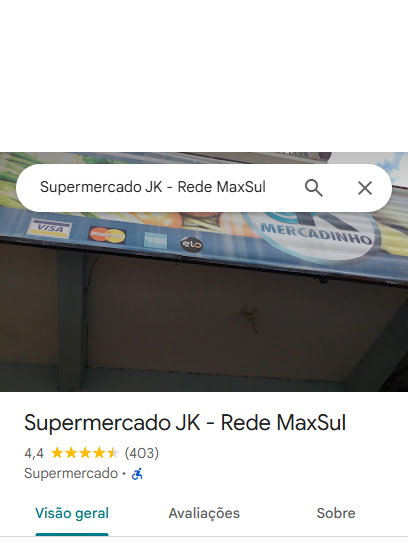 Supermercado JK - Rede MaxSul
VISA
MasterCard
elo
MERCADINHO
Supermercado JK - Rede MaxSul
4,4 (403)
Supermercado ·
Visão geral
Avaliações
Sobre